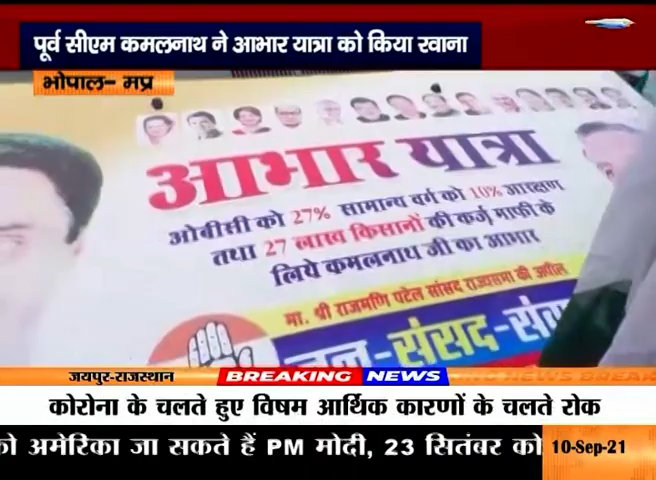 पूर्व सीएम कमलनाथ ने आभार यात्रा को किया रवाना
भोपाल- मप्र
आभार यात्रा
ओबीसी को 27% सामान्य वर्ग को 10% आरक्षण
तथा 27 लाख किसानों की कर्ज़ माफी के
लिये कमलनाथ जी का आभार
मा. श्री राजमणि पटेल सांसद राज्यसभा की अपील
जन-संसद-संस
जयपुर-राजस्थान
BREAKING NEWS
कोरोना के चलते हुए विषम आर्थिक कारणों के चलते रोक
को अमेरिका जा सकते हैं PM मोदी, 23 सितंबर को
10-Sep-21